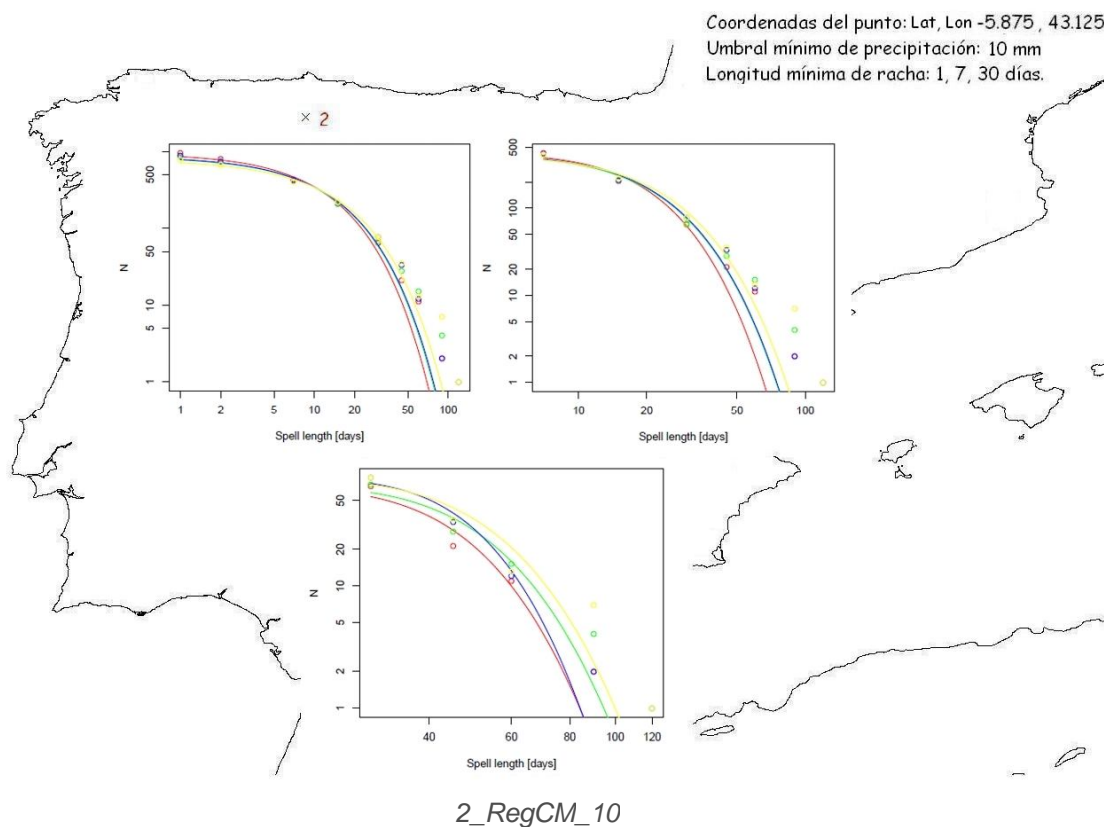 Coordenadas del punto: Lat, Lon -5.875 , 43.125
Umbral mínimo de precipitación: 10 mm
Longitud mínima de racha: 1, 7, 30 días.
× 2
500
50
10
5
1
N
1 2 5 10 20 50 100
Spell length [days]
500
100
50
20
10
5
2
1
N
10 20 50 100
Spell length [days]
50
20
10
5
2
1
N
40 60 80 100 120
Spell length [days]
2_RegCM_10